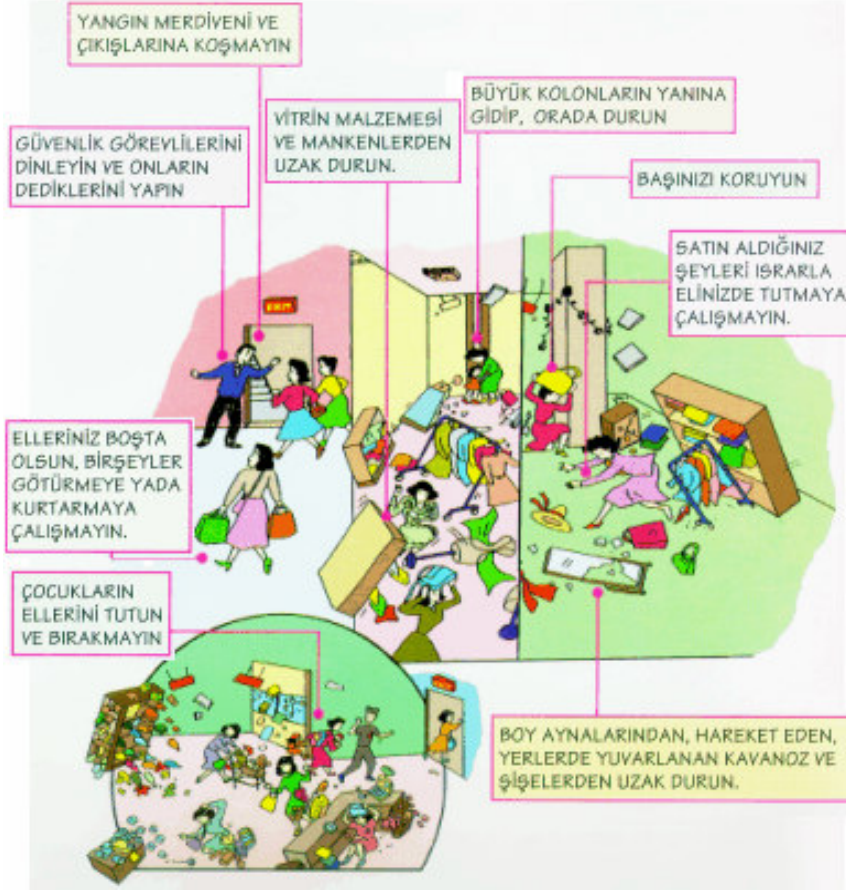 YANGIN MERDİVENİ VE
ÇIKIŞLARINA KOŞMAYIN
BÜYÜK KOLONLARIN YANINA
GİDİP, ORADA DURUN
VİTRİN MALZEMESİ
VE MANKENLERDEN
UZAK DURUN.
GÜVENLİK GÖREVLİLERİNİ
DİNLEYİN VE ONLARIN
DEDİKLERİNİ YAPIN
BAŞINIZI KORUYUN
SATIN ALDIĞINIZ
ŞEYLERİ ISRARLA
ELİNİZDE TUTMAYA
ÇALIŞMAYIN.
EXIT
ELLERİNİZ BOŞTA
OLSUN, BİRŞEYLER
GÖTÜRMEYE YADA
KURTARMAYA
ÇALIŞMAYIN.
ÇOCUKLARIN
ELLERİNİ TUTUN
VE BIRAKMAYIN
BOY AYNALARINDAN, HAREKET EDEN,
YERLERDE YUVARLANAN KAVANOZ VE
ŞİŞELERDEN UZAK DURUN.